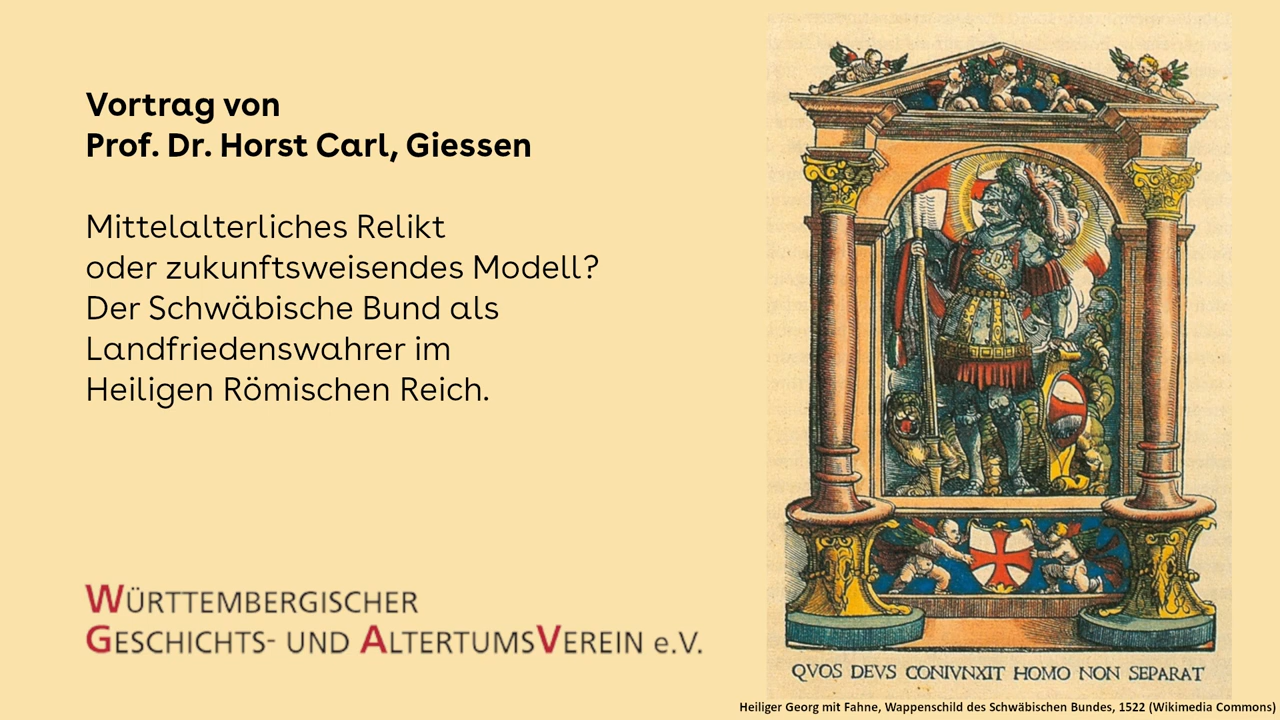 Vortrag von
Prof. Dr. Horst Carl, Giessen
Mittelalterliches Relikt
oder zukunftsweisendes Modell?
Der Schwäbische Bund als
Landfriedenswahrer im
Heiligen Römischen Reich.
WÜRTTEMBERGISCHER
GESCHICHTS- UND ALTERTUMSVEREIN e.V.
QVOS DEVS CONIVNXIT HOMO NON SEPARAT
Heiliger Georg mit Fahne, Wappenschild des Schwäbischen Bundes, 1522 (Wikimedia Commons)